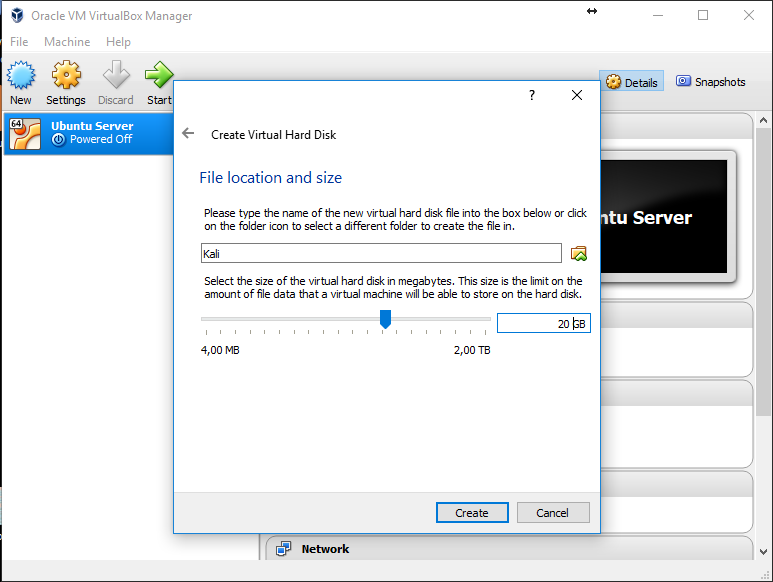 Oracle VM VirtualBox Manager
File Machine Help
New Settings Discard Start
Details Snapshots
64
Ubuntu Server
Powered Off
?
Create Virtual Hard Disk
File location and size
Please type the name of the new virtual hard disk file into the box below or click
on the folder icon to select a different folder to create the file in.
Kali
Select the size of the virtual hard disk in megabytes. This size is the limit on the
amount of file data that a virtual machine will be able to store on the hard disk.
20 GB
4,00 MB 2,00 TB
Create Cancel
ntu Server
Network